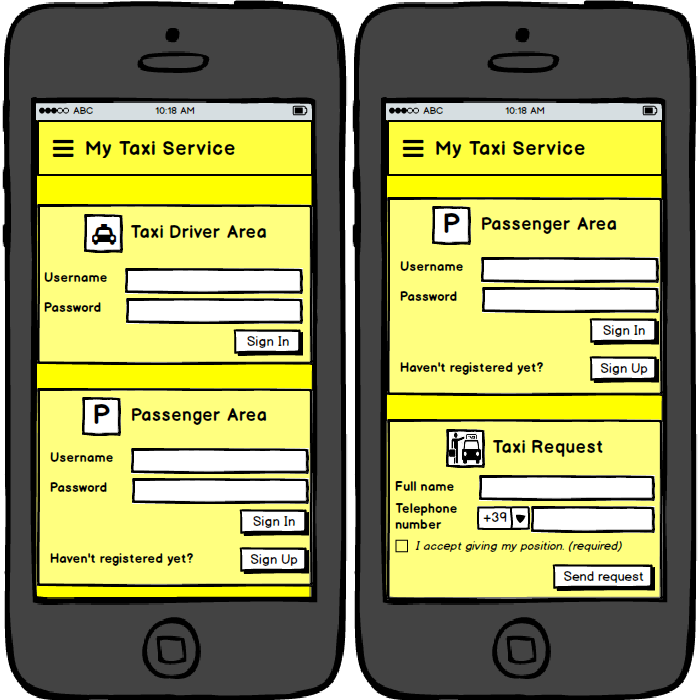 ABC 10:18 AM
My Taxi Service
Taxi Driver Area
Username
Password
Sign In
P Passenger Area
Username
Password
Sign In
Haven't registered yet? Sign Up
ABC 10:18 AM
My Taxi Service
P Passenger Area
Username
Password
Sign In
Haven't registered yet? Sign Up
Taxi Request
Full name
Telephone
number +39
I accept giving my position. (required)
Send request